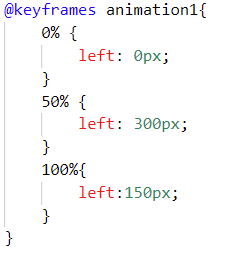 @keyframes animation1{
0% {
left: 0px;
}
50% {
left: 300px;
}
100%{
left:150px;
}
}